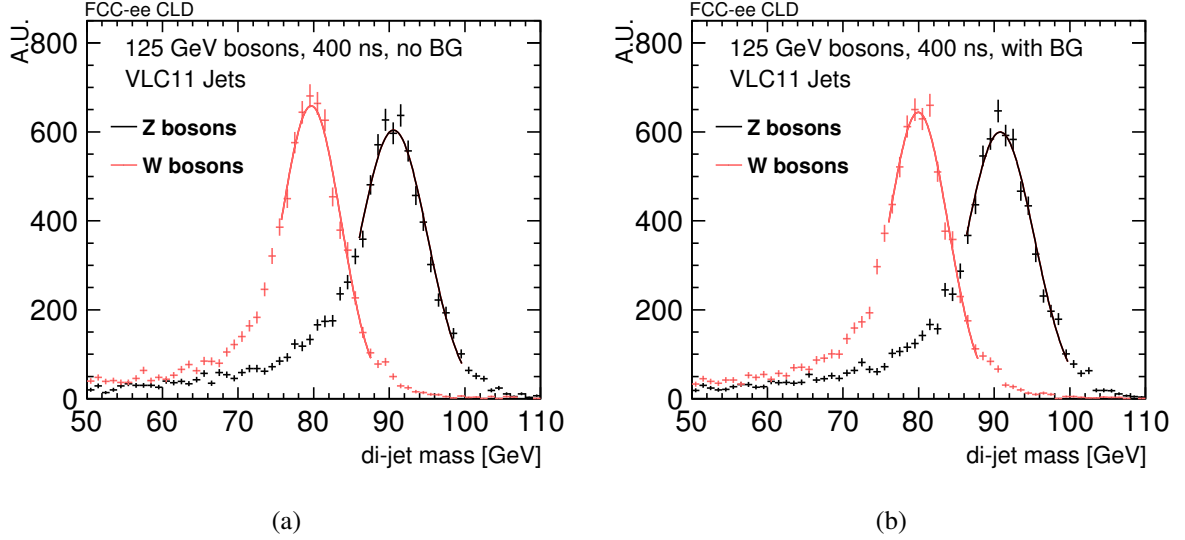 FCC-ee CLD
A.U.
800
600
400
200
0
125 GeV bosons, 400 ns, no BG
VLC11 Jets
Z bosons
W bosons
50 60 70 80 90 100 110
di-jet mass [GeV]
(a)
FCC-ee CLD
A.U.
800
600
400
200
0
125 GeV bosons, 400 ns, with BG
VLC11 Jets
Z bosons
W bosons
50 60 70 80 90 100 110
di-jet mass [GeV]
(b)